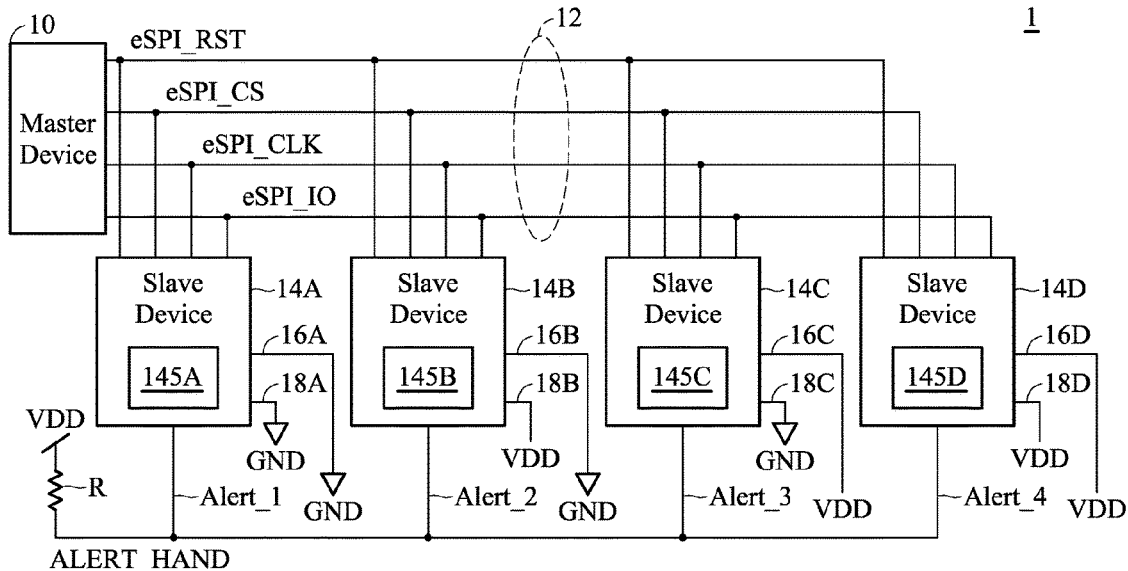 10
12
1
eSPI_RST
eSPI_CS
Master
Device
eSPI_CLK
eSPI_IO
Slave
Device
14A
Slave
Device
14B
Slave
Device
14C
Slave
Device
14D
16A
16B
16C
16D
145A
145B
145C
145D
18A
18B
18C
18D
VDD
GND
VDD
GND
VDD
R
Alert_1
GND
Alert_2
GND
Alert_3
VDD
Alert_4
VDD
ALERT_HAND